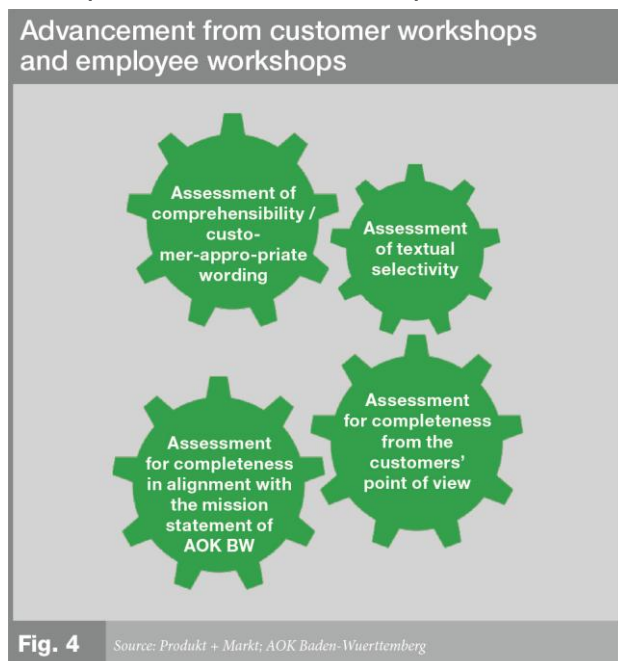 Advancement from customer workshops
and employee workshops
Assessment of
comprehensibility /
custo-
mer-appro-priate
wording
Assessment
of textual
selectivity
Assessment
for completeness
in alignment with
the mission
statement of
AOK BW
Assessment
for completeness
from the
customers'
point of view
Fig. 4
Source: Produkt + Markt; AOK Baden-Wuerttemberg